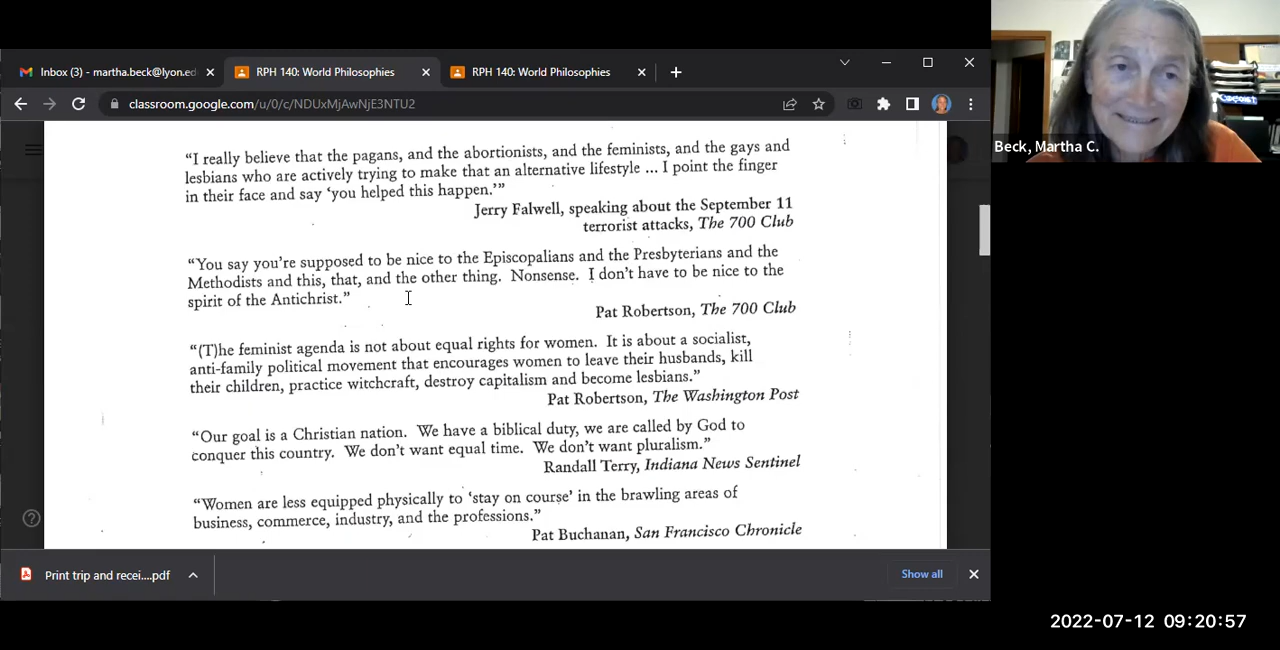 Inbox (3) - martha.beck@lyon.ed
RPH 140: World Philosophies
RPH 140: World Philosophies
classroom.google.com/u/0/c/NDUxMjAwNjE3NTU2
Beck, Martha C.
“I really believe that the pagans, and the abortionists, and the feminists, and the gays and
lesbians who are actively trying to make that an alternative lifestyle ... I point the finger
in their face and say ‘you helped this happen.’”
Jerry Falwell, speaking about the September 11
terrorist attacks, The 700 Club
“You say you’re supposed to be nice to the Episcopalians and the Presbyterians and the
Methodists and this, that, and the other thing. Nonsense. I don’t have to be nice to the
spirit of the Antichrist.”
Pat Robertson, The 700 Club
“(T)he feminist agenda is not about equal rights for women. It is about a socialist,
anti-family political movement that encourages women to leave their husbands, kill
their children, practice witchcraft, destroy capitalism and become lesbians.”
Pat Robertson, The Washington Post
“Our goal is a Christian nation. We have a biblical duty, we are called by God to
conquer this country. We don’t want equal time. We don’t want pluralism.”
Randall Terry, Indiana News Sentinel
“Women are less equipped physically to ‘stay on course’ in the brawling areas of
business, commerce, industry, and the professions.”
Pat Buchanan, San Francisco Chronicle
Print trip and recei....pdf
Show all
2022-07-12 09:20:57